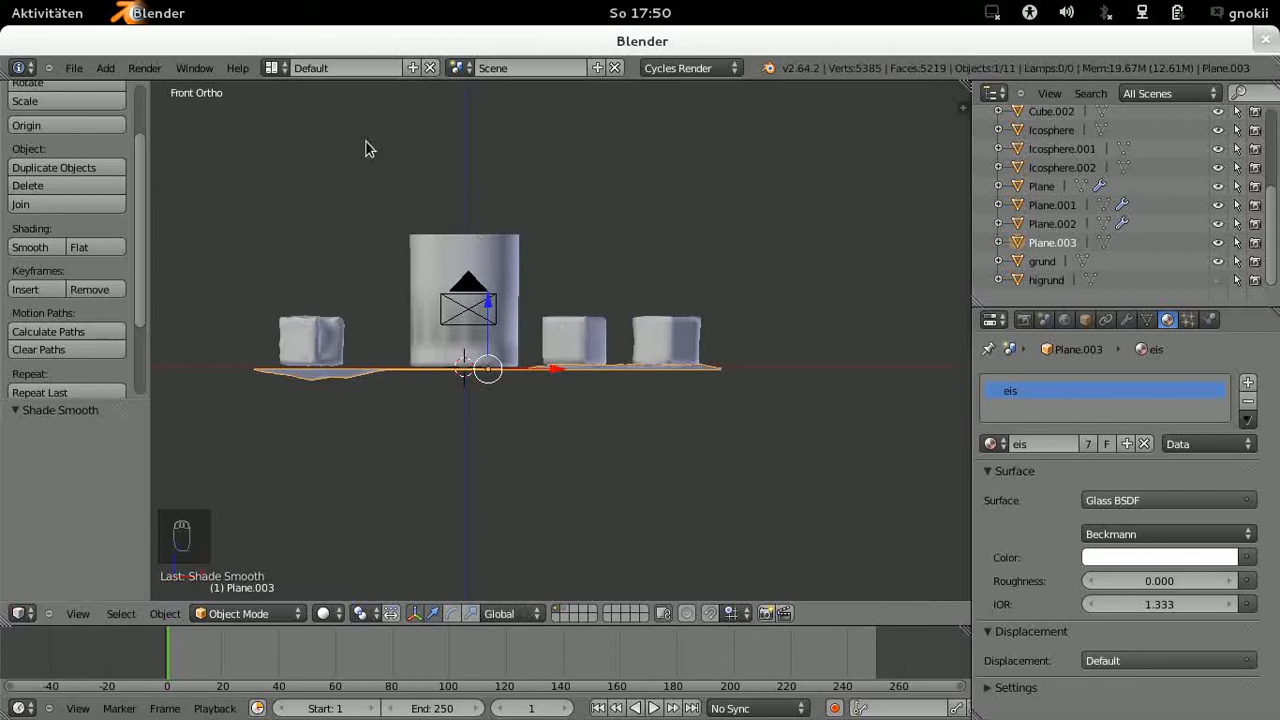 Aktivitäten
Blender
So 17:50
gnokii
Blender
File Add Render Window Help
Default
Scene
Cycles Render
v2.64.2 | Verts:5385 | Faces:5219 | Objects:1/11 | Lamps:0/0 | Mem:19.67M (12.61M) | Plane.003
Rotate
Scale
Origin
Object:
Duplicate Objects
Delete
Join
Shading:
Smooth Flat
Keyframes:
Insert Remove
Motion Paths:
Calculate Paths
Clear Paths
Repeat:
Repeat Last
Shade Smooth
Front Ortho
Last: Shade Smooth
(1) Plane.003
View Select Object
Object Mode
Global
View Search
All Scenes
Cube.002
Icosphere
Icosphere.001
Icosphere.002
Plane
Plane.001
Plane.002
Plane.003
grund
higrund
Plane.003
eis
eis
eis 7 F
Data
Surface
Surface: Glass BSDF
Beckmann
Color:
Roughness: 0.000
IOR: 1.333
Displacement
Displacement: Default
Settings
-40 -20 0 20 40 60 80 100 120 140 160 180 200 220 240 260
View Marker Frame Playback
Start: 1
End: 250
1
No Sync